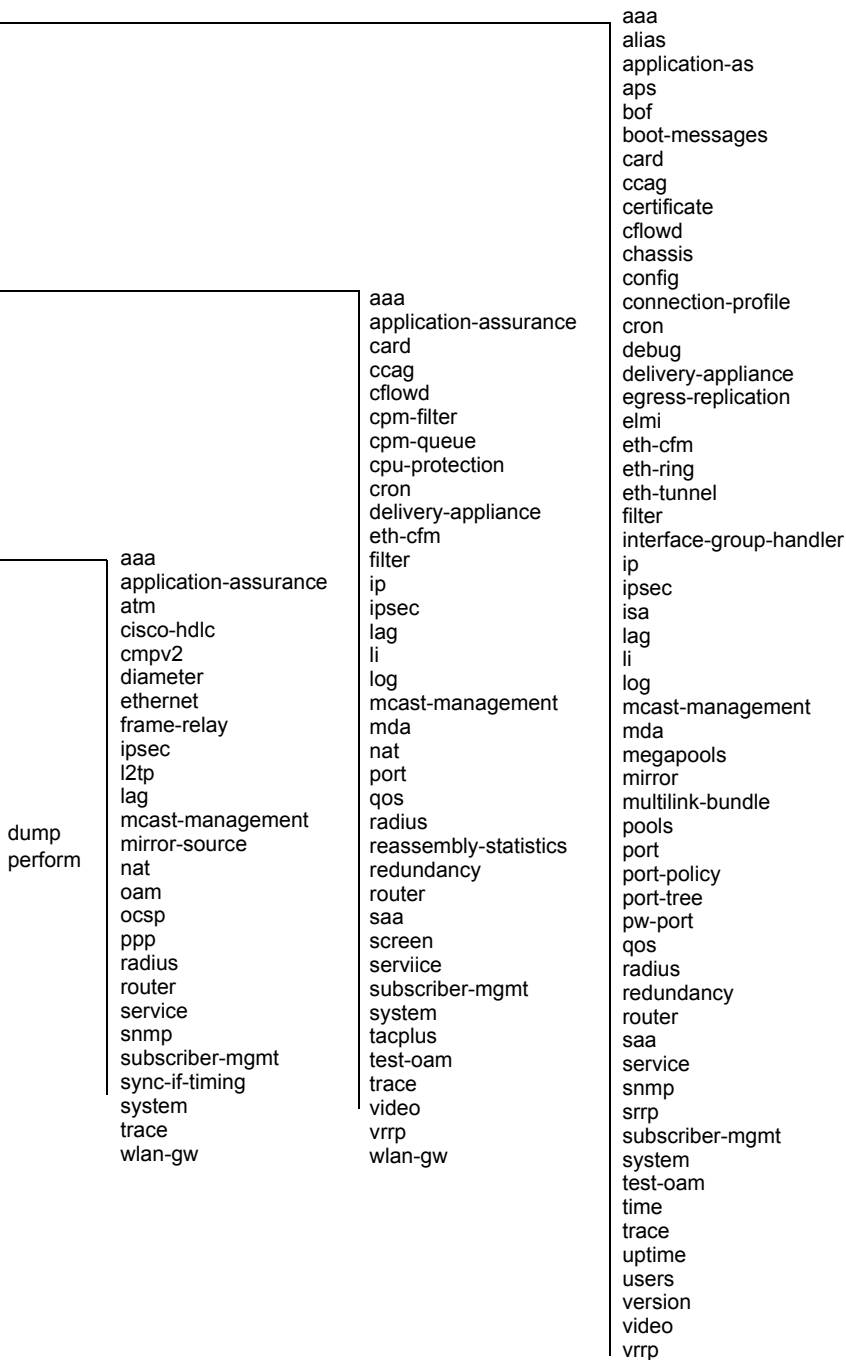 dump
perform
aaa
application-assurance
atm
cisco-hdlc
cmpv2
diameter
ethernet
frame-relay
ipsec
l2tp
lag
mcast-management
mirror-source
nat
oam
ocsp
ppp
radius
router
service
snmp
subscriber-mgmt
sync-if-timing
system
trace
wlan-gw
aaa
application-assurance
card
ccag
cflowd
cpm-filter
cpm-queue
cpu-protection
cron
delivery-appliance
eth-cfm
filter
ip
ipsec
lag
li
log
mcast-management
mda
nat
port
qos
radius
reassembly-statistics
redundancy
router
saa
screen
serviice
subscriber-mgmt
system
tacplus
test-oam
trace
video
vrrp
wlan-gw
aaa
alias
application-as
aps
bof
boot-messages
card
ccag
certificate
cflowd
chassis
config
connection-profile
cron
debug
delivery-appliance
egress-replication
elmi
eth-cfm
eth-ring
eth-tunnel
filter
interface-group-handler
ip
ipsec
isa
lag
li
log
mcast-management
mda
megapools
mirror
multilink-bundle
pools
port
port-policy
port-tree
pw-port
qos
radius
redundancy
router
saa
service
snmp
srrp
subscriber-mgmt
system
test-oam
time
trace
uptime
users
version
video
vrrp